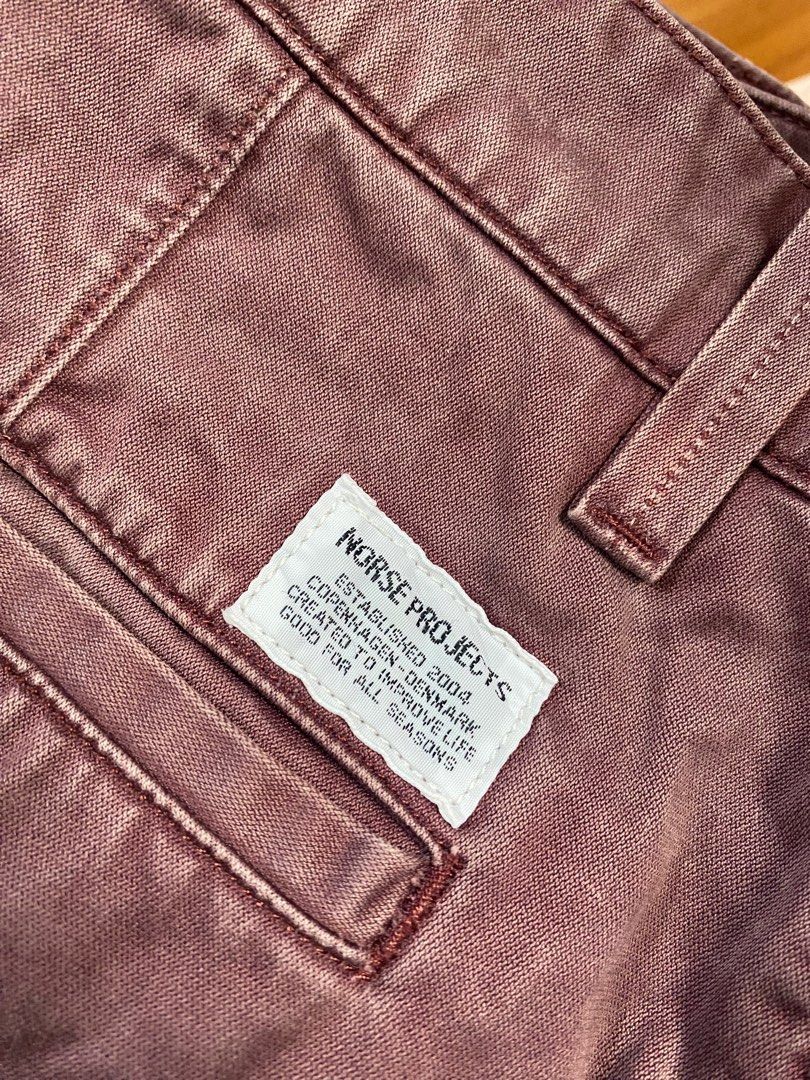 NORSE PROJECTS
ESTABLISHED 2004
COPENHAGEN-DENMARK
CREATED TO IMPROVE LIFE
GOOD FOR ALL SEASONS